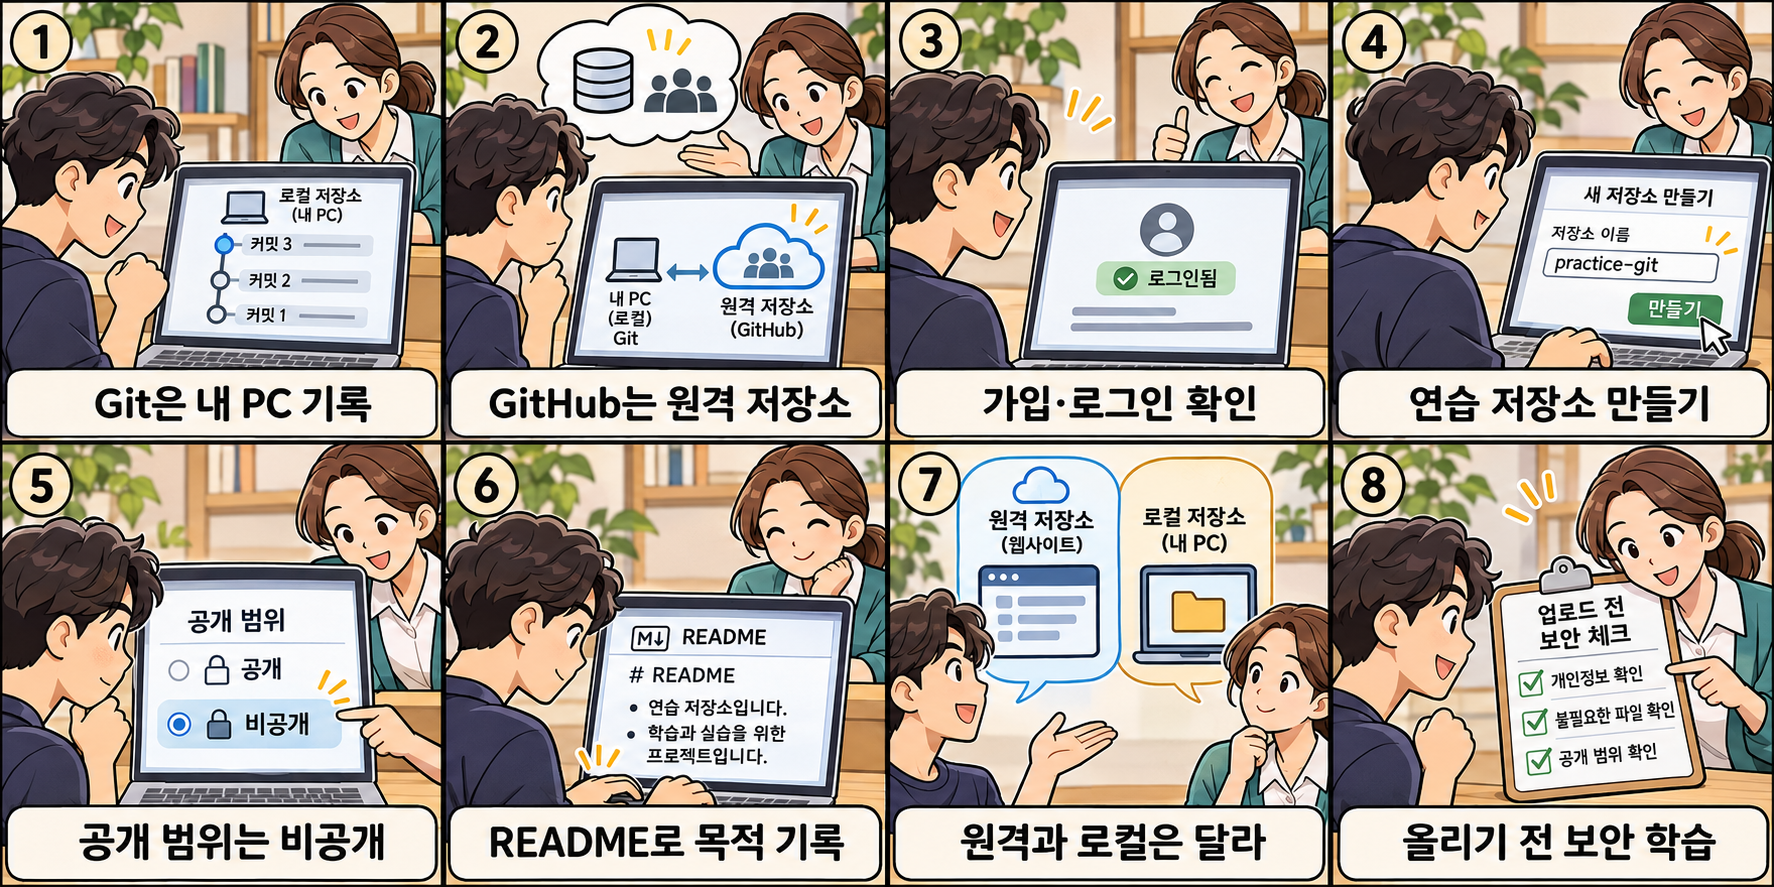 1
로컬 저장소
(내 PC)
커밋 3
커밋 2
커밋 1
Git은 내 PC 기록
2
내 PC
(로컬)
Git
원격 저장소
(GitHub)
GitHub는 원격 저장소
3
로그인됨
가입·로그인 확인
4
새 저장소 만들기
저장소 이름
practice-git
만들기
연습 저장소 만들기
5
공개 범위
공개
비공개
공개 범위는 비공개
6
M↓ README
# README
• 연습 저장소입니다.
• 학습과 실습을 위한
프로젝트입니다.
README로 목적 기록
7
원격 저장소
(웹사이트)
로컬 저장소
(내 PC)
원격과 로컬은 달라
8
업로드 전
보안 체크
개인정보 확인
불필요한 파일 확인
공개 범위 확인
올리기 전 보안 학습